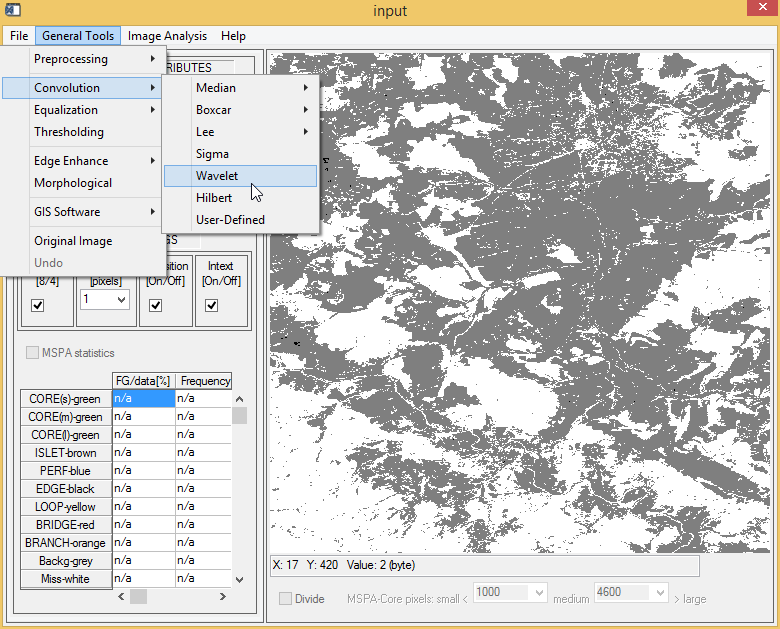 input
File General Tools Image Analysis Help
Preprocessing
Convolution
Equalization
Thresholding
Edge Enhance
Morphological
GIS Software
Original Image
Undo
Median
Boxcar
Lee
Sigma
Wavelet
Hilbert
User-Defined
Intext
[8/4] [pixels] [On/Off] [On/Off]
1
MSPA statistics
FG/data[%] Frequency
CORE(s)-green n/a n/a
CORE(m)-green n/a n/a
CORE(l)-green n/a n/a
ISLET-brown n/a n/a
PERF-blue n/a n/a
EDGE-black n/a n/a
LOOP-yellow n/a n/a
BRIDGE-red n/a n/a
BRANCH-orange n/a n/a
Backg-grey n/a n/a
Miss-white n/a n/a
X: 17 Y: 420 Value: 2 (byte)
Divide MSPA-Core pixels: small < 1000 medium 4600 > large